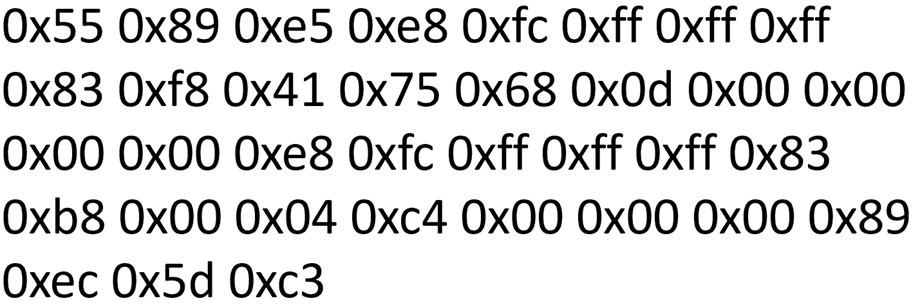 0x55 0x89 0xe5 0xe8 0xfc 0xff 0xff 0xff
0x83 0xf8 0x41 0x75 0x68 0x0d 0x00 0x00
0x00 0x00 0xe8 0xfc 0xff 0xff 0xff 0x83
0xb8 0x00 0x04 0xc4 0x00 0x00 0x00 0x89
0xec 0x5d 0xc3